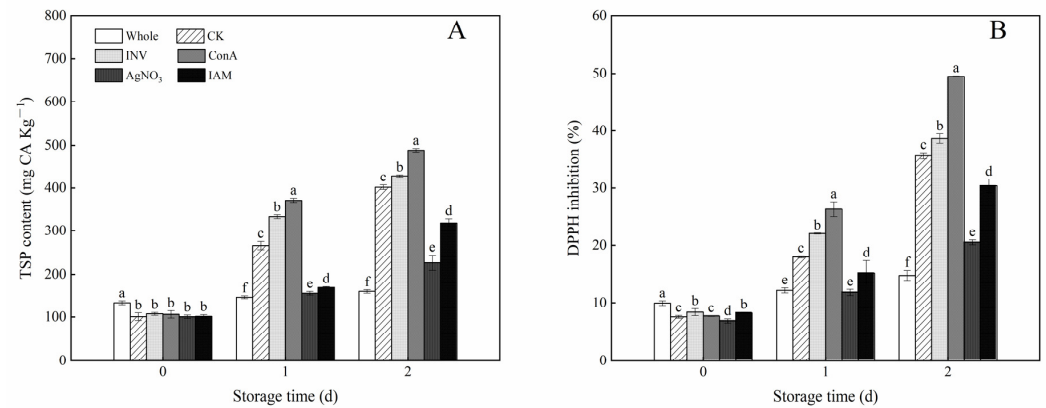 A
TSP content (mg CA Kg−1)
800
700
600
500
400
300
200
100
0
Whole CK
INV ConA
AgNO3 IAM
a b b b b b
f c b a e d
f c b a e d
0 1 2
Storage time (d)
B
DPPH inhibition (%)
60
50
40
30
20
10
0
a c b c d b
e c b a e d
f c b a e d
0 1 2
Storage time (d)